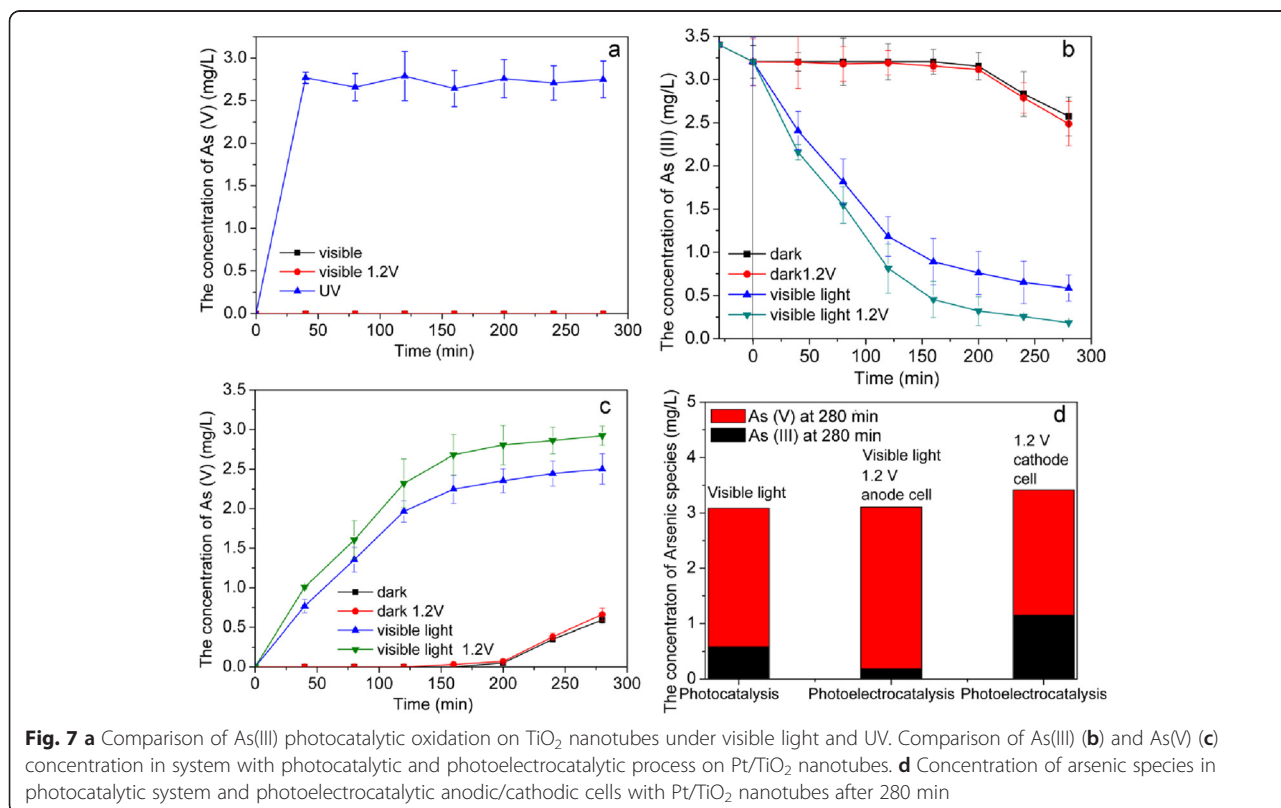 a
The concentration of As (V) (mg/L)
3.5
3.0
2.5
2.0
1.5
1.0
0.5
0.0
visible
visible 1.2V
UV
0 50 100 150 200 250 300
Time (min)
b
The concentration of As (III) (mg/L)
3.5
3.0
2.5
2.0
1.5
1.0
0.5
0.0
dark
dark1.2V
visible light
visible light 1.2V
0 50 100 150 200 250 300
Time (min)
c
The concentration of As (V) (mg/L)
3.5
3.0
2.5
2.0
1.5
1.0
0.5
0.0
dark
dark 1.2V
visible light
visible light 1.2V
0 50 100 150 200 250 300
Time (min)
d
The concentraton of Arsenic species (mg/L)
5
4
3
2
1
0
As (V) at 280 min
As (III) at 280 min
Visible light
Visible light
1.2 V
anode cell
1.2 V
cathode
cell
Photocatalysis Photoelectrocatalysis Photoelectrocatalysis
Fig. 7 a Comparison of As(III) photocatalytic oxidation on TiO₂ nanotubes under visible light and UV. Comparison of As(III) (b) and As(V) (c)
concentration in system with photocatalytic and photoelectrocatalytic process on Pt/TiO₂ nanotubes. d Concentration of arsenic species in
photocatalytic system and photoelectrocatalytic anodic/cathodic cells with Pt/TiO₂ nanotubes after 280 min